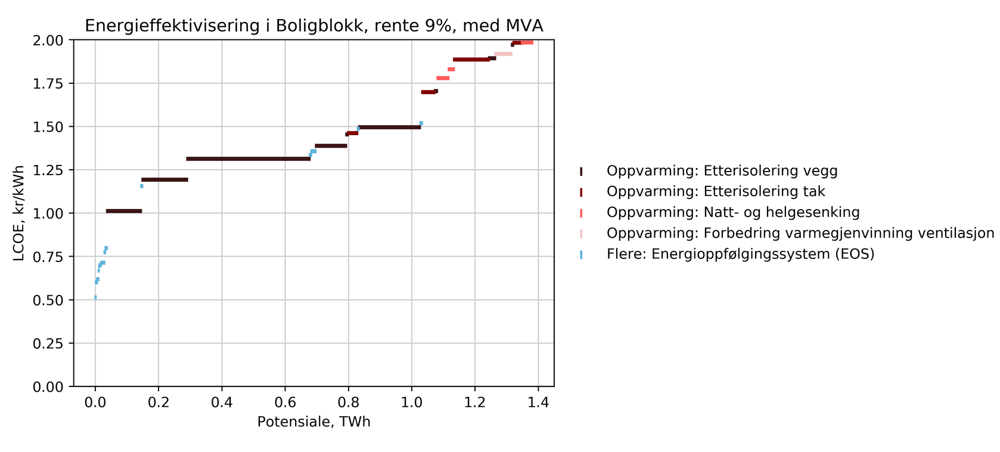 Energieffektivisering i Boligblokk, rente 9%, med MVA
2.00
1.75
1.50
1.25
1.00
0.75
0.50
0.25
0.00
LCOE, kr/kWh
0.0 0.2 0.4 0.6 0.8 1.0 1.2 1.4
Potensiale, TWh
Oppvarming: Etterisolering vegg
Oppvarming: Etterisolering tak
Oppvarming: Natt- og helgesenking
Oppvarming: Forbedring varmegjenvinning ventilasjon
Flere: Energioppfølgingssystem (EOS)